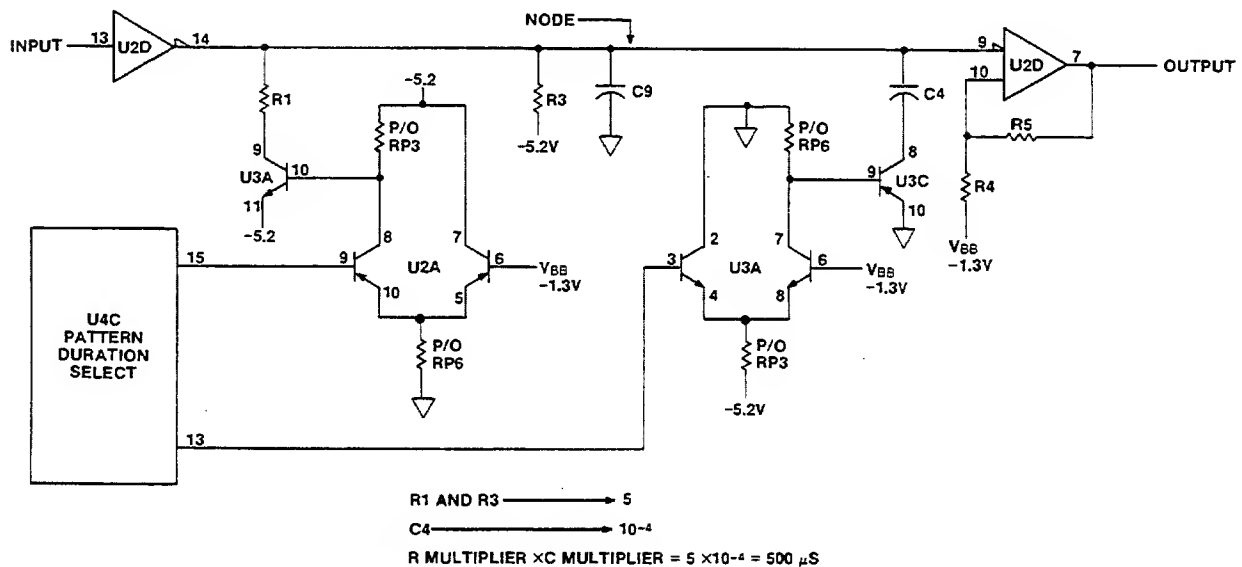 NODE
INPUT 13 U2D 14
9 U2D 7 OUTPUT
10
R1
-5.2
R3
-5.2V
C9
C4
R5
R4
VBB
-1.3V
P/O
RP3
P/O
RP6
9
U3A 10
11
-5.2
8
9 U3C
10
8 7
9 U2A 6 VBB
-1.3V
10 5
P/O
RP6
2 7
3 U3A 6 VBB
-1.3V
4 8
P/O
RP3
-5.2V
15
U4C
PATTERN
DURATION
SELECT
13
R1 AND R3 5
C4 10-4
R MULTIPLIER ×C MULTIPLIER = 5 ×10-4 = 500 µS